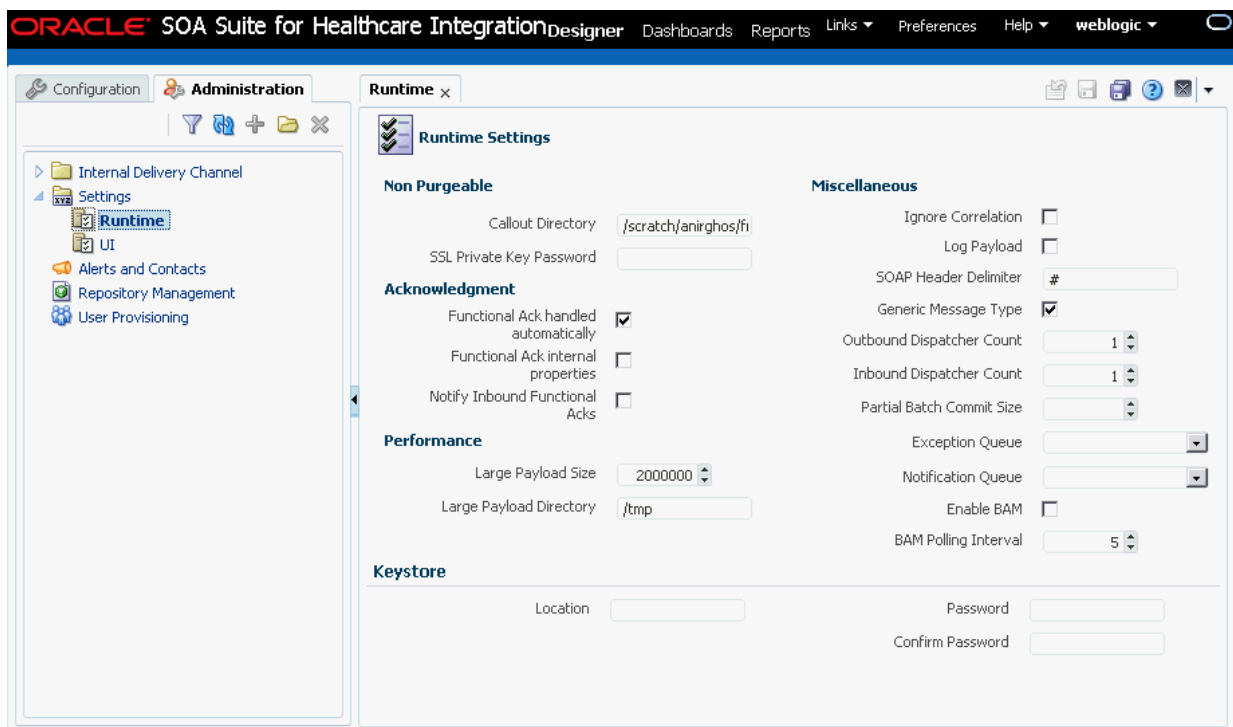 ORACLE SOA Suite for Healthcare Integration Designer Dashboards Reports Links Preferences Help weblogic
Configuration Administration
Runtime
Internal Delivery Channel
Settings
Runtime
UI
Alerts and Contacts
Repository Management
User Provisioning
Runtime Settings
Non Purgeable
Callout Directory /scratch/anirghos/
SSL Private Key Password
Acknowledgment
Functional Ack handled
automatically
Functional Ack internal
properties
Notify Inbound Functional
Acks
Performance
Large Payload Size 2000000
Large Payload Directory /tmp
Miscellaneous
Ignore Correlation
Log Payload
SOAP Header Delimiter #
Generic Message Type
Outbound Dispatcher Count 1
Inbound Dispatcher Count 1
Partial Batch Commit Size
Exception Queue
Notification Queue
Enable BAM
BAM Polling Interval 5
Keystore
Location
Password
Confirm Password